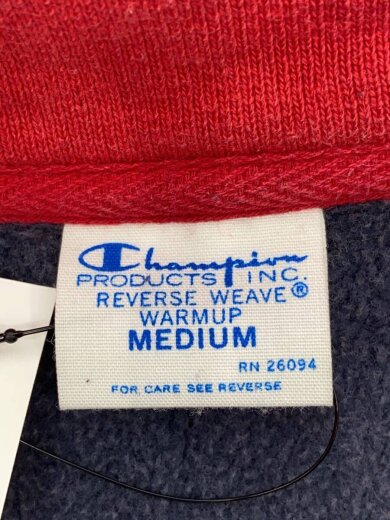 Champion
PRODUCTS INC.
REVERSE WEAVE®
WARMUP
MEDIUM
RN 26094
FOR CARE SEE REVERSE